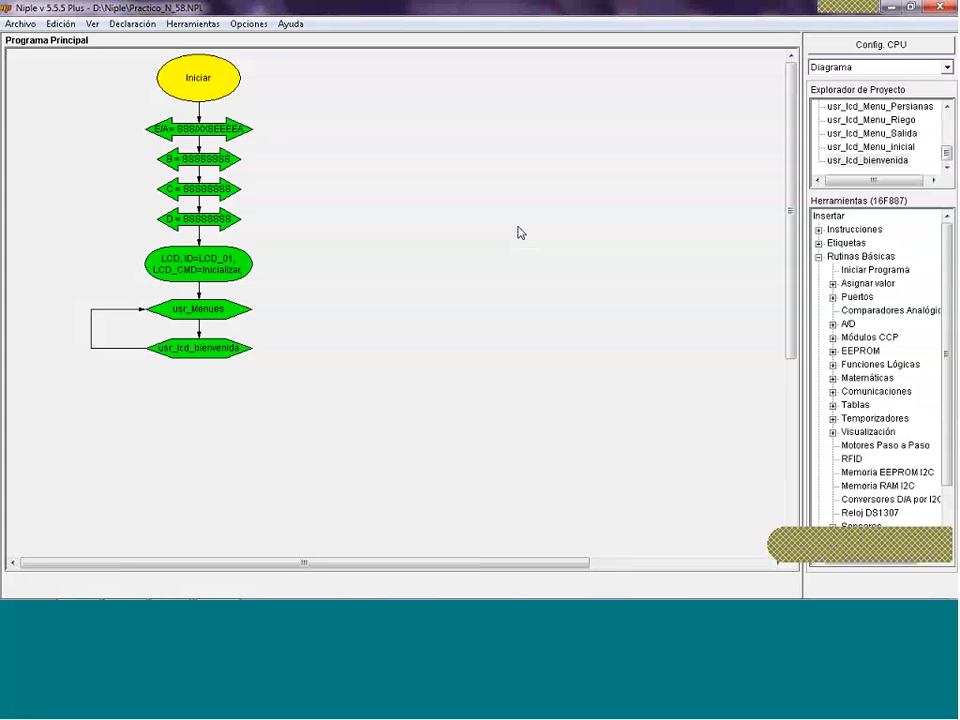 Niple v 5.5.5 Plus - D:\Niple\Practico_N_58.NPL
Archivo Edición Ver Declaración Herramientas Opciones Ayuda
Programa Principal
Iniciar
E/A = SSS/XXSEEEEA
B = SSSSSSSS
C = SSSSSSSS
D = SSSSSSSS
LCD, ID=LCD_01,
LCD_CMD=Inicializar,
usr_Menues
usr_lcd_bienvenida
Config. CPU
Diagrama
Explorador de Proyecto
usr_lcd_Menu_Persianas
usr_lcd_Menu_Riego
usr_lcd_Menu_Salida
usr_lcd_Menu_inicial
usr_lcd_bienvenida
Herramientas (16F887)
Insertar
Instrucciones
Etiquetas
Rutinas Básicas
Iniciar Programa
Asignar valor
Puertos
Comparadores Analógic
A/D
Módulos CCP
EEPROM
Funciones Lógicas
Matemáticas
Comunicaciones
Tablas
Temporizadores
Visualización
Motores Paso a Paso
RFID
Memoria EEPROM I2C
Memoria RAM I2C
Conversores D/A por I2C
Reloj DS1307
Sensores